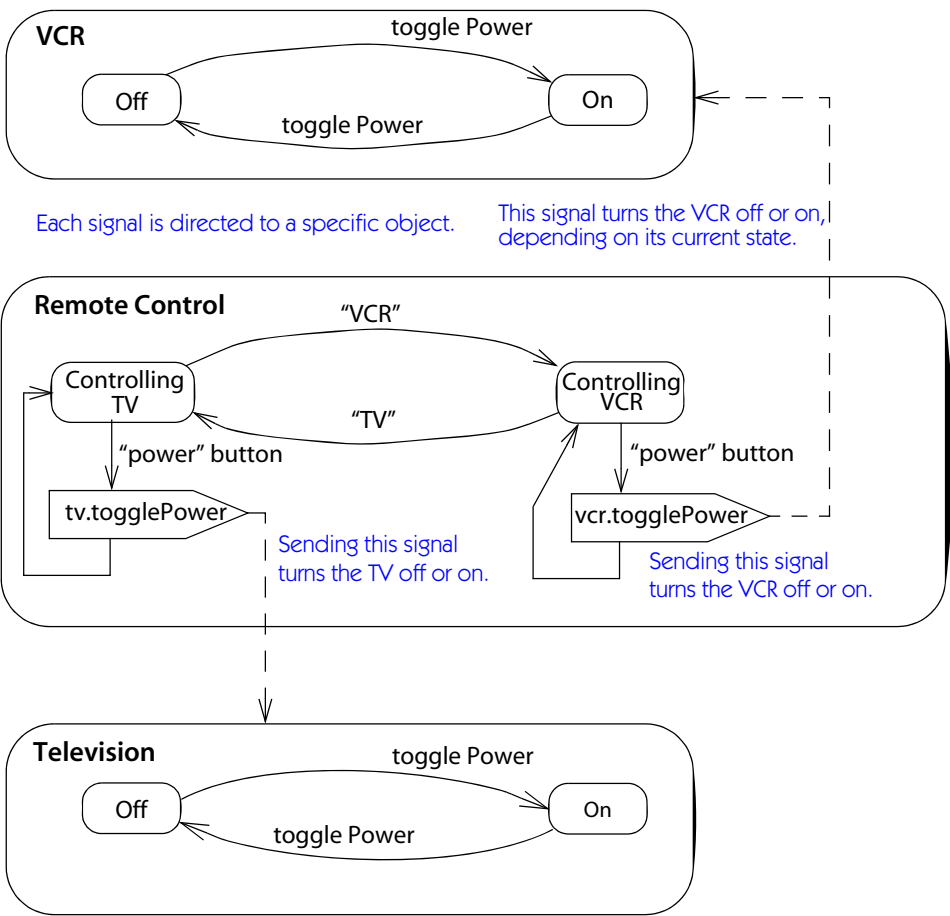 VCR
toggle Power
Off
On
toggle Power
Each signal is directed to a specific object.
This signal turns the VCR off or on,
depending on its current state.
Remote Control
“VCR”
Controlling
TV
Controlling
VCR
“TV”
“power” button
“power” button
tv.togglePower
vcr.togglePower
Sending this signal
turns the TV off or on.
Sending this signal
turns the VCR off or on.
Television
toggle Power
Off
On
toggle Power